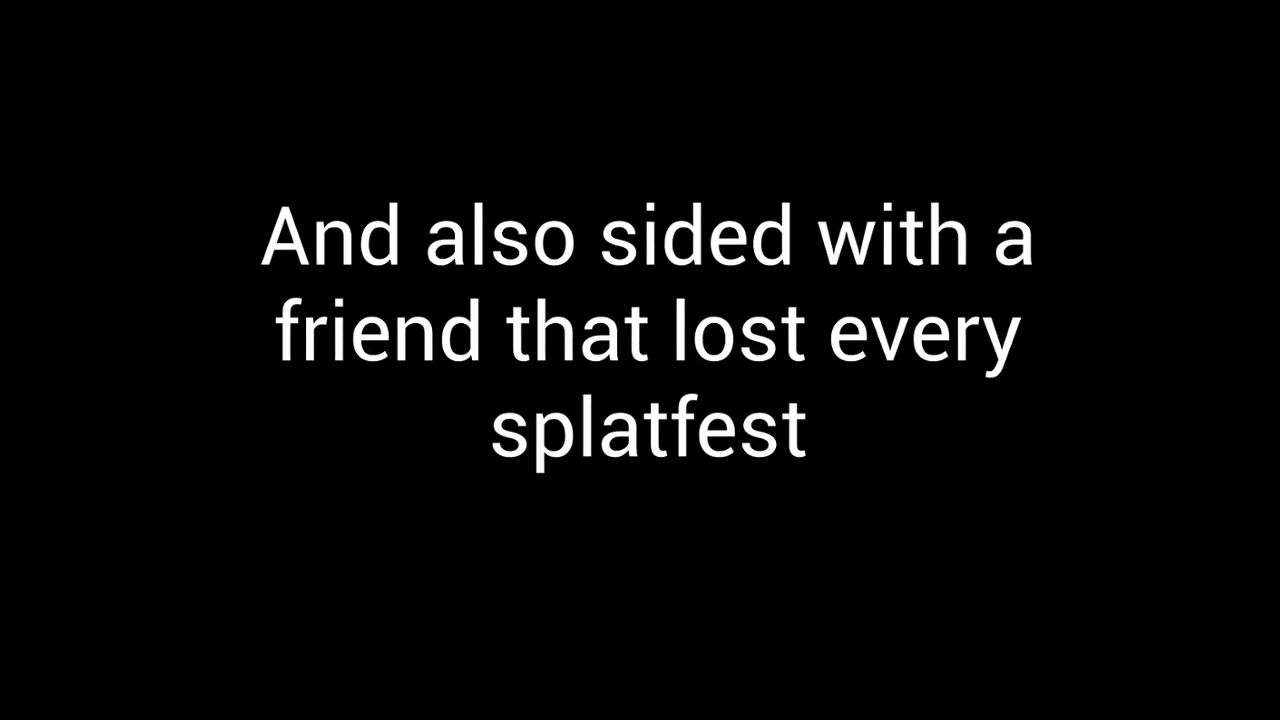 And also sided with a
friend that lost every
splatfest